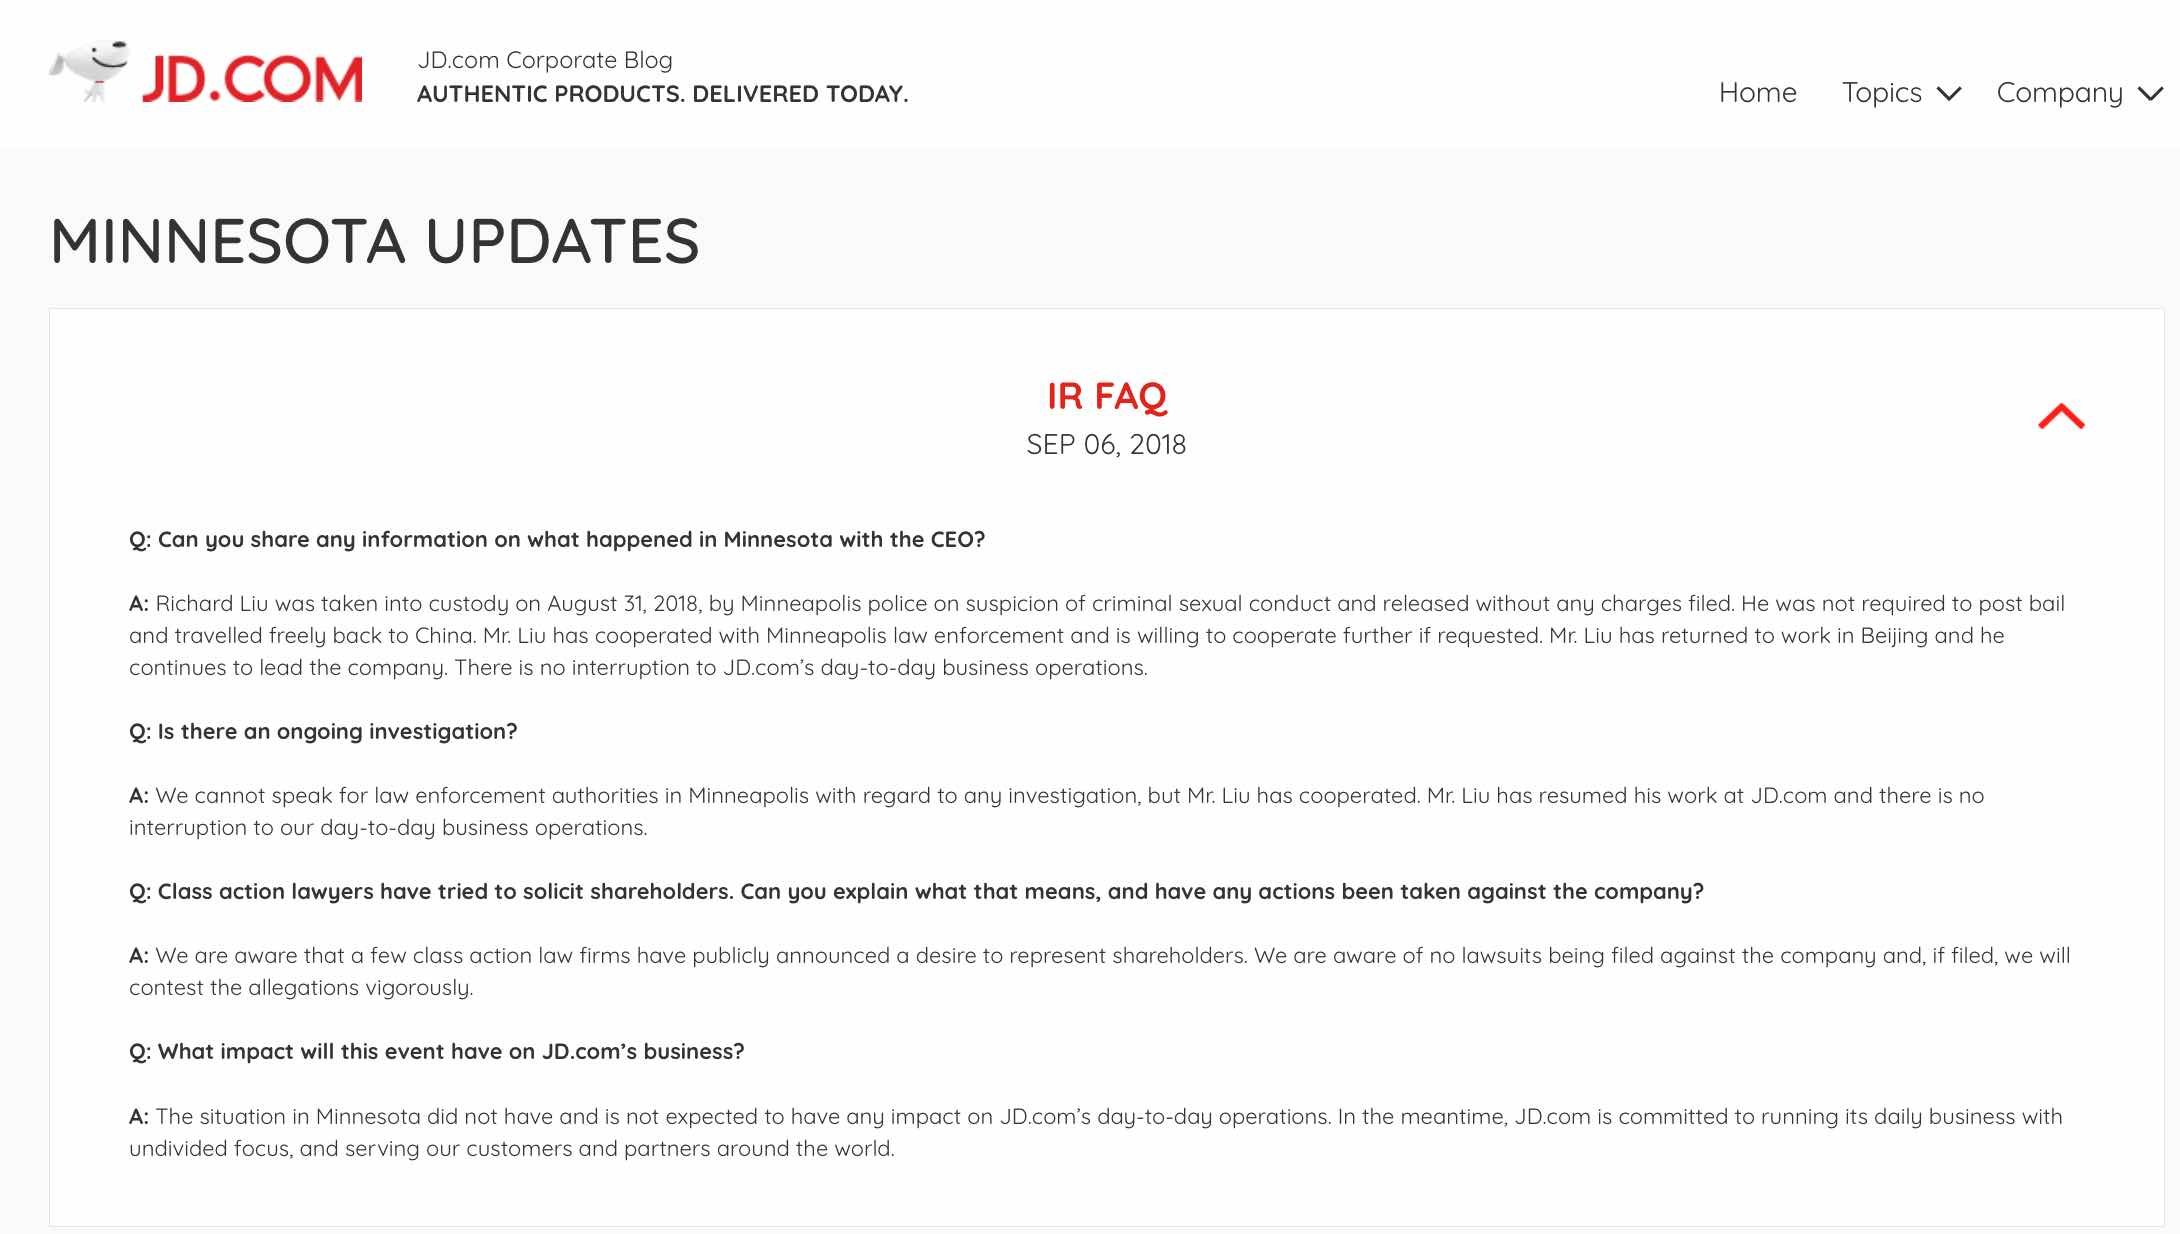 JD.COM
JD.com Corporate Blog
AUTHENTIC PRODUCTS. DELIVERED TODAY.
Home Topics Company
MINNESOTA UPDATES
IR FAQ
SEP 06, 2018
Q: Can you share any information on what happened in Minnesota with the CEO?
A: Richard Liu was taken into custody on August 31, 2018, by Minneapolis police on suspicion of criminal sexual conduct and released without any charges filed. He was not required to post bail
and travelled freely back to China. Mr. Liu has cooperated with Minneapolis law enforcement and is willing to cooperate further if requested. Mr. Liu has returned to work in Beijing and he
continues to lead the company. There is no interruption to JD.com’s day-to-day business operations.
Q: Is there an ongoing investigation?
A: We cannot speak for law enforcement authorities in Minneapolis with regard to any investigation, but Mr. Liu has cooperated. Mr. Liu has resumed his work at JD.com and there is no
interruption to our day-to-day business operations.
Q: Class action lawyers have tried to solicit shareholders. Can you explain what that means, and have any actions been taken against the company?
A: We are aware that a few class action law firms have publicly announced a desire to represent shareholders. We are aware of no lawsuits being filed against the company and, if filed, we will
contest the allegations vigorously.
Q: What impact will this event have on JD.com’s business?
A: The situation in Minnesota did not have and is not expected to have any impact on JD.com’s day-to-day operations. In the meantime, JD.com is committed to running its daily business with
undivided focus, and serving our customers and partners around the world.